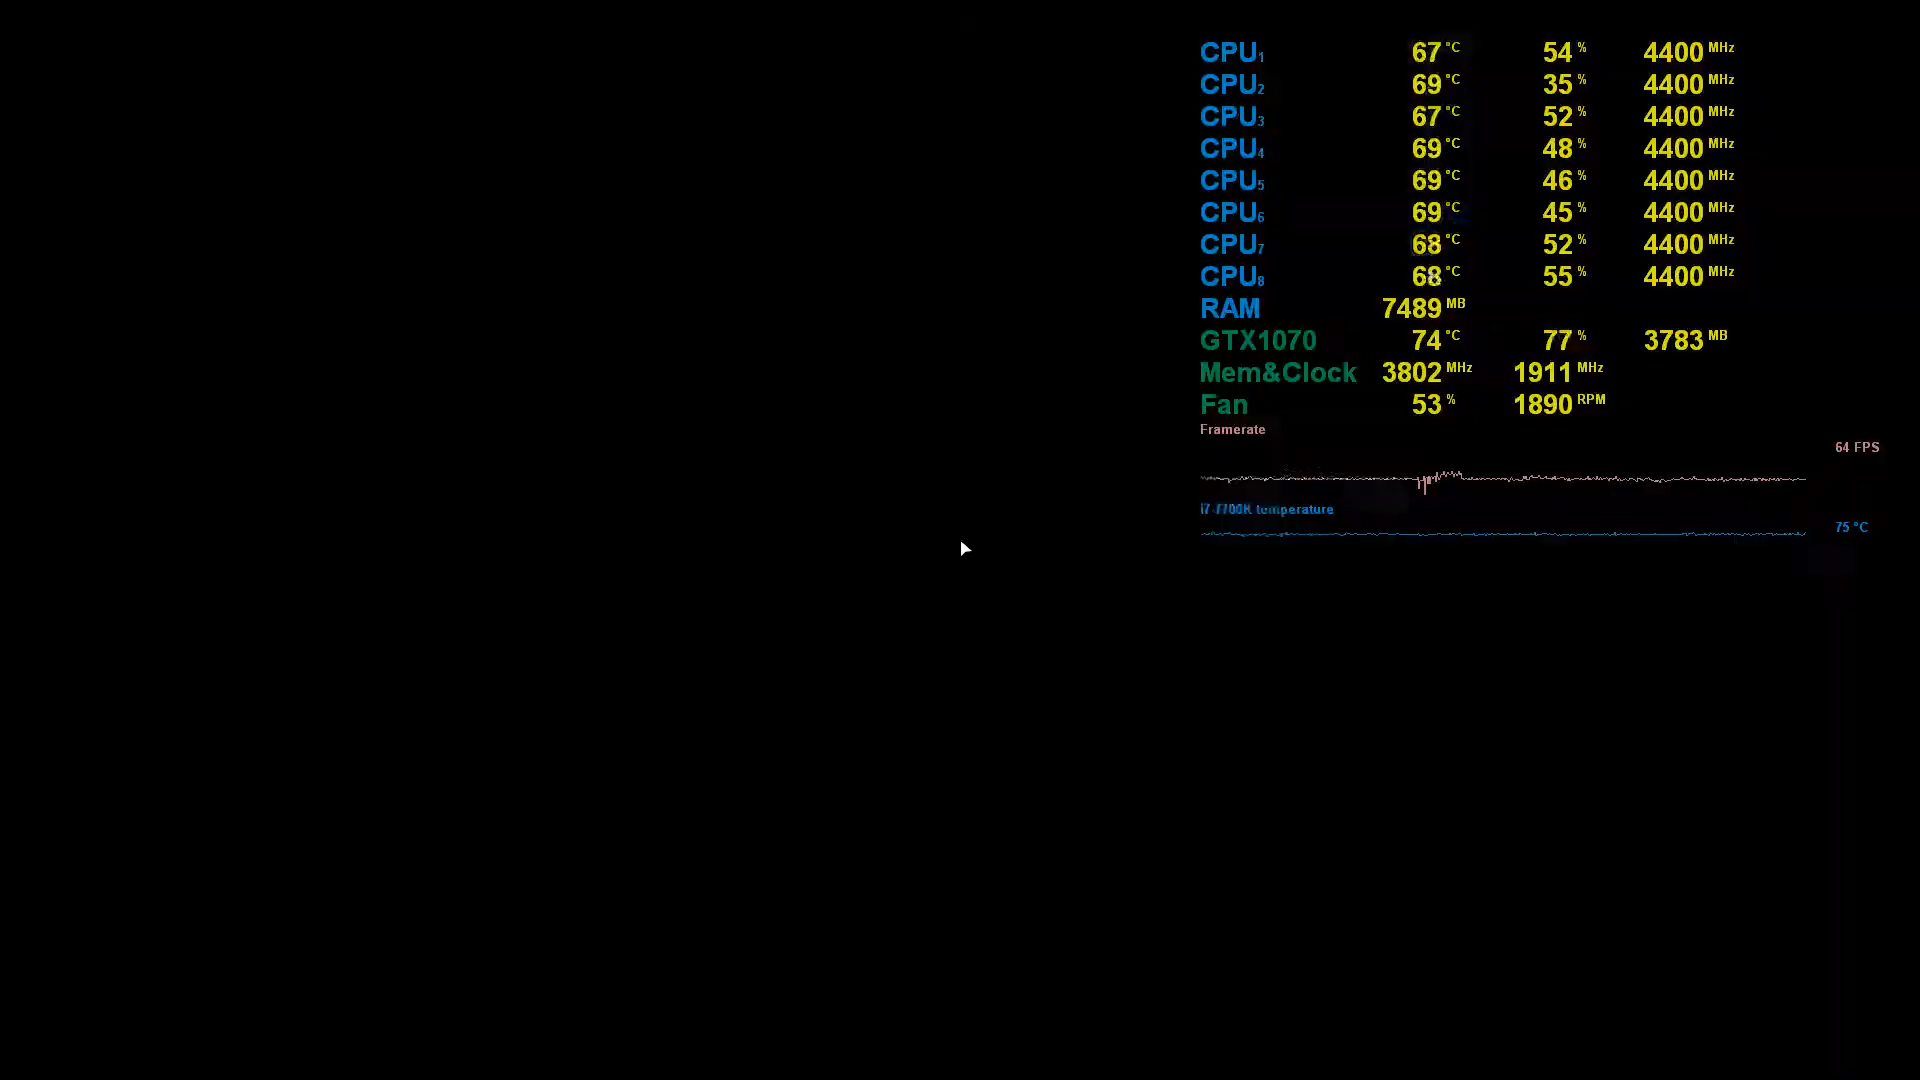 CPU1 67 °C 54 % 4400 MHz
CPU2 69 °C 35 % 4400 MHz
CPU3 67 °C 52 % 4400 MHz
CPU4 69 °C 48 % 4400 MHz
CPU5 69 °C 46 % 4400 MHz
CPU6 69 °C 45 % 4400 MHz
CPU7 68 °C 52 % 4400 MHz
CPU8 68 °C 55 % 4400 MHz
RAM 7489 MB
GTX1070 74 °C 77 % 3783 MB
Mem&Clock 3802 MHz 1911 MHz
Fan 53 % 1890 RPM
Framerate
64 FPS
i7 7700K temperature
75 °C